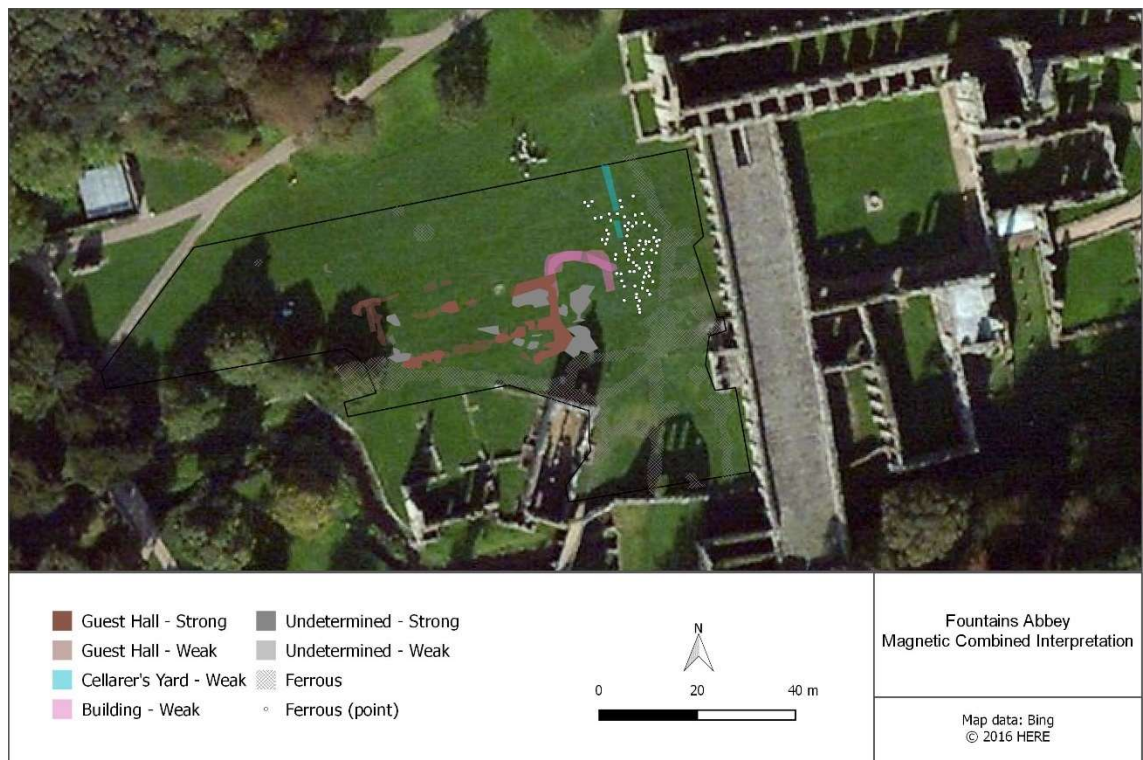 Guest Hall - Strong
Guest Hall - Weak
Cellarer's Yard - Weak
Building - Weak
Undetermined - Strong
Undetermined - Weak
Ferrous
Ferrous (point)
N
0 20 40 m
Fountains Abbey
Magnetic Combined Interpretation
Map data: Bing
© 2016 HERE